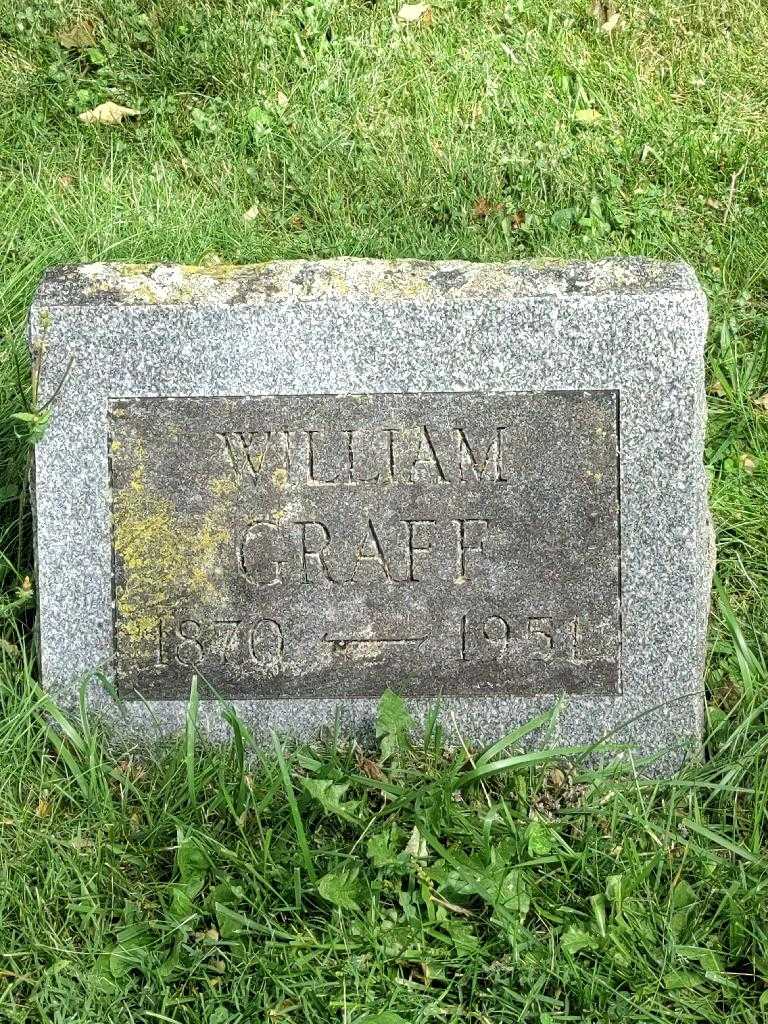 WILLIAM
GRAFF
1870 — 1951